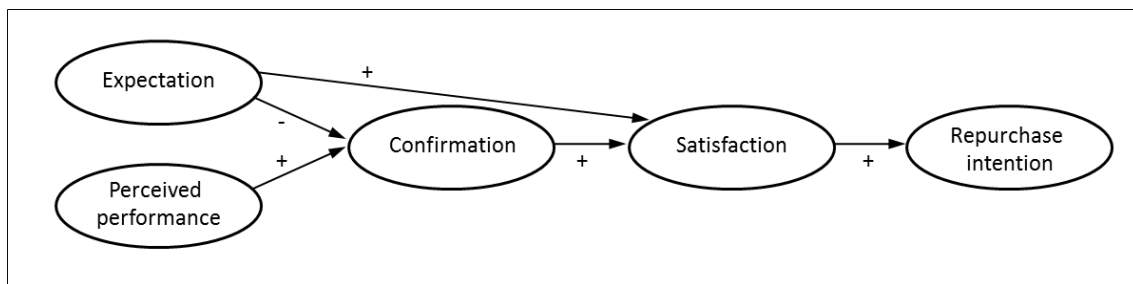 Expectation
+
-
+
Perceived
performance
Confirmation
+
Satisfaction
+
Repurchase
intention